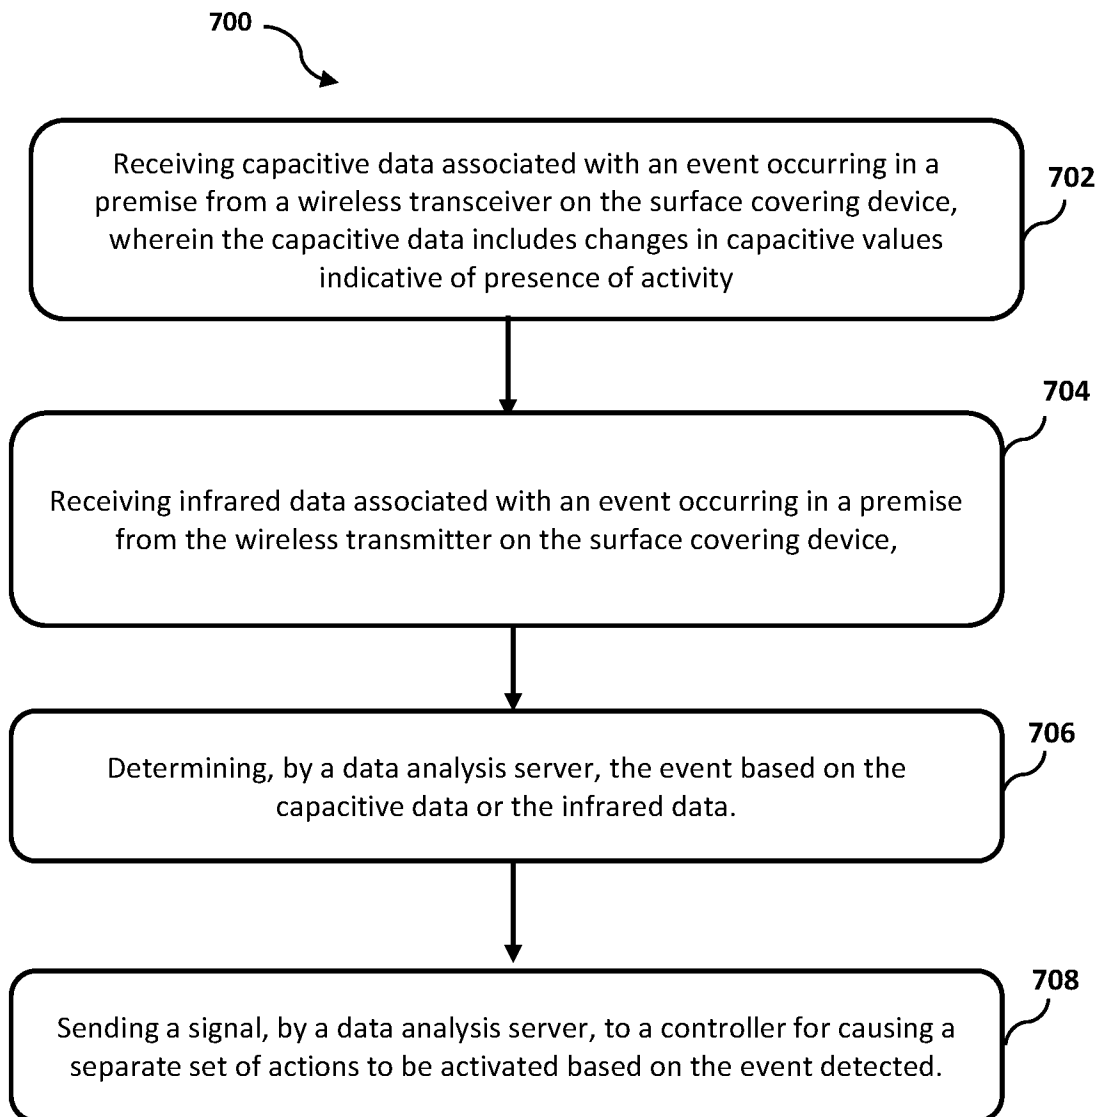 700
Receiving capacitive data associated with an event occurring in a
premise from a wireless transceiver on the surface covering device,
wherein the capacitive data includes changes in capacitive values
indicative of presence of activity
702
704
Receiving infrared data associated with an event occurring in a premise
from the wireless transmitter on the surface covering device,
706
Determining, by a data analysis server, the event based on the
capacitive data or the infrared data.
708
Sending a signal, by a data analysis server, to a controller for causing a
separate set of actions to be activated based on the event detected.